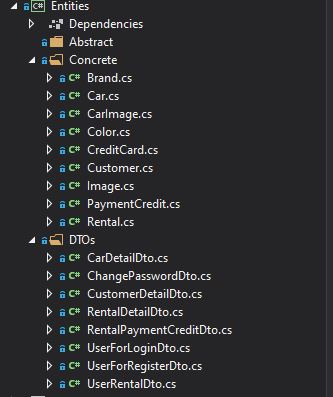 C# Entities
Dependencies
Abstract
Concrete
C# Brand.cs
C# Car.cs
C# CarImage.cs
C# Color.cs
C# CreditCard.cs
C# Customer.cs
C# Image.cs
C# PaymentCredit.cs
C# Rental.cs
DTOs
C# CarDetailDto.cs
C# ChangePasswordDto.cs
C# CustomerDetailDto.cs
C# RentalDetailDto.cs
C# RentalPaymentCreditDto.cs
C# UserForLoginDto.cs
C# UserForRegisterDto.cs
C# UserRentalDto.cs